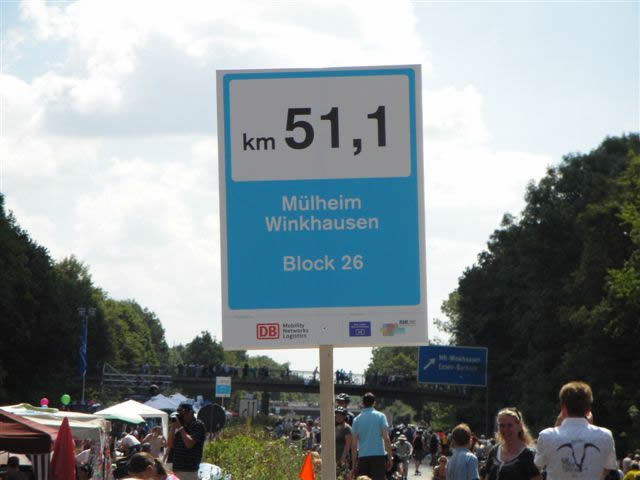 km 51,1
Mülheim
Winkhausen
Block 26
DB
Mobility
Networks
Logistics